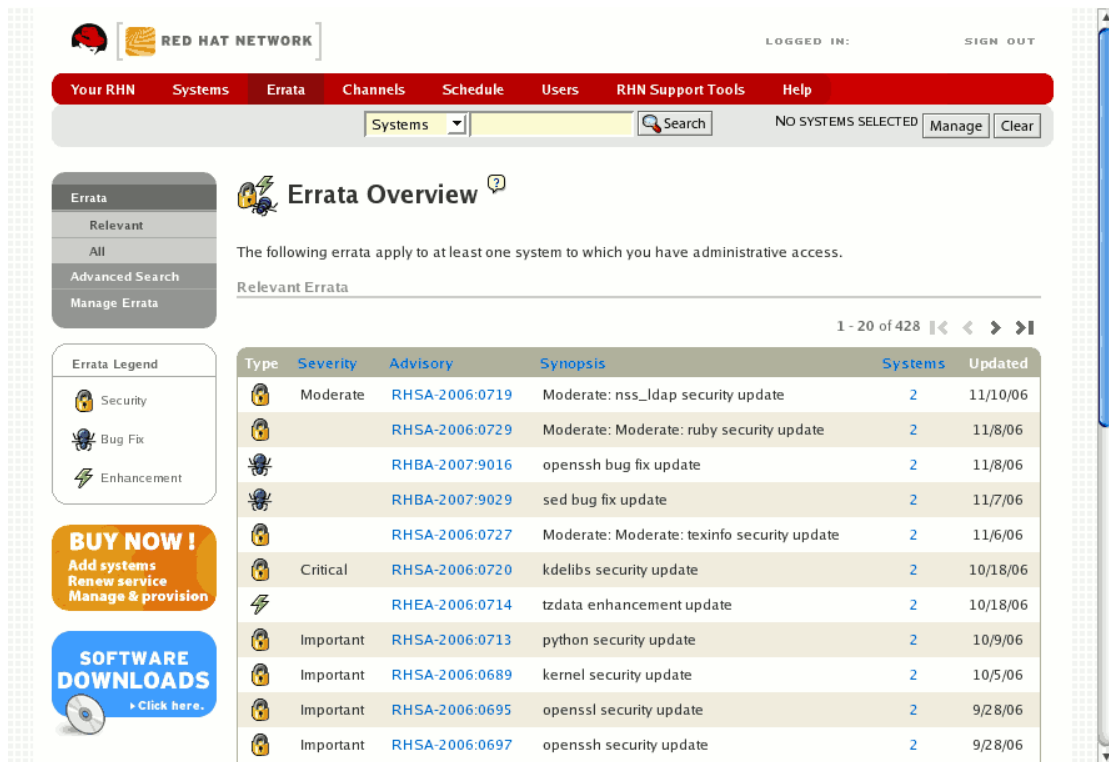 RED HAT NETWORK
LOGGED IN: SIGN OUT
Your RHN Systems Errata Channels Schedule Users RHN Support Tools Help
Systems Search NO SYSTEMS SELECTED Manage Clear
Errata
Relevant
All
Advanced Search
Manage Errata
Errata Legend
Security
Bug Fix
Enhancement
BUY NOW !
Add systems
Renew service
Manage & provision
SOFTWARE
DOWNLOADS
Click here.
Errata Overview ?
The following errata apply to at least one system to which you have administrative access.
Relevant Errata
1 - 20 of 428
Type Severity Advisory Synopsis Systems Updated
Moderate RHSA-2006:0719 Moderate: nss_ldap security update 2 11/10/06
RHSA-2006:0729 Moderate: Moderate: ruby security update 2 11/8/06
RHBA-2007:9016 openssh bug fix update 2 11/8/06
RHBA-2007:9029 sed bug fix update 2 11/7/06
RHSA-2006:0727 Moderate: Moderate: texinfo security update 2 11/6/06
Critical RHSA-2006:0720 kdelibs security update 2 10/18/06
RHEA-2006:0714 tzdata enhancement update 2 10/18/06
Important RHSA-2006:0713 python security update 2 10/9/06
Important RHSA-2006:0689 kernel security update 2 10/5/06
Important RHSA-2006:0695 openssl security update 2 9/28/06
Important RHSA-2006:0697 openssh security update 2 9/28/06